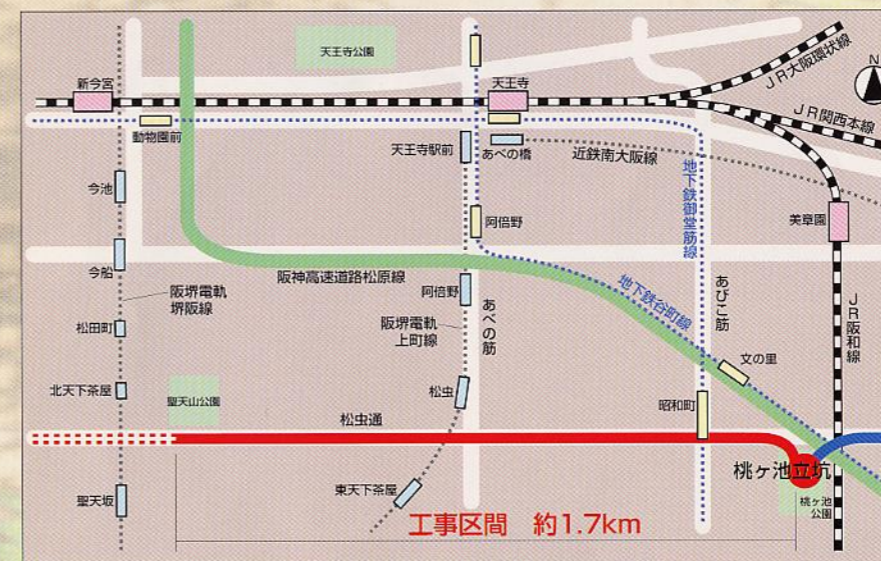 天王寺公園
JR大阪環状線
N
新今宮
天王寺
JR関西本線
動物園前
天王寺駅前
あべの橋
近鉄南大阪線
地下鉄御堂筋線
今池
阿倍野
美章園
今船
阪神高速道路松原線
阪堺電軌
堺阪線
阿倍野
あべの筋
地下鉄谷町線
あびこ筋
JR阪和線
松田町
阪堺電軌
上町線
文の里
北天下茶屋
聖天山公園
松虫
昭和町
松虫通
桃ヶ池立坑
聖天坂
東天下茶屋
桃ヶ池
公園
工事区間 約1.7km